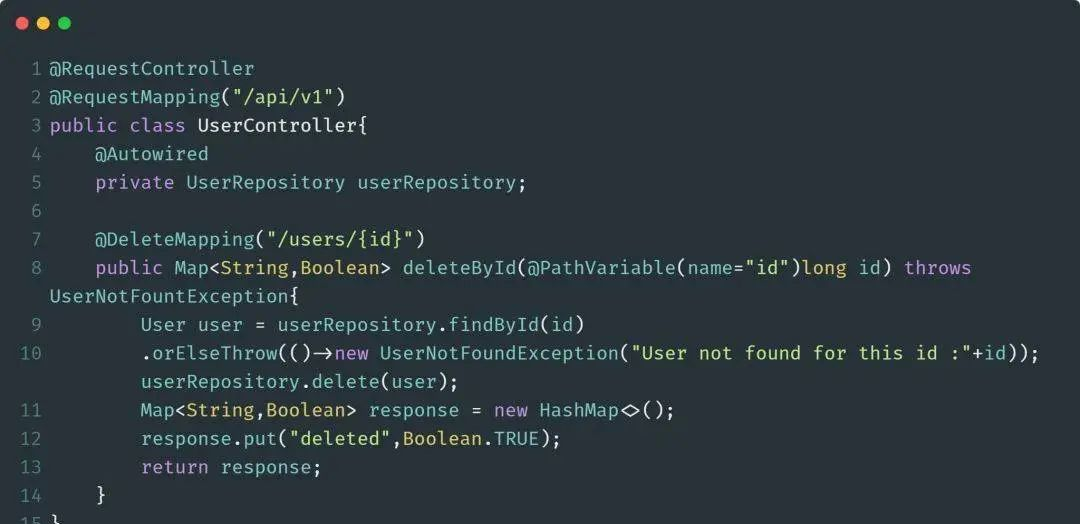 1 @RequestController
2 @RequestMapping("/api/v1")
3 public class UserController{
4     @Autowired
5     private UserRepository userRepository;
6
7     @DeleteMapping("/users/{id}")
8     public Map<String,Boolean> deleteById(@PathVariable(name="id")long id) throws
UserNotFountException{
9         User user = userRepository.findById(id)
10         .orElseThrow(()->new UserNotFoundException("User not found for this id :"+id));
        userRepository.delete(user);
11         Map<String,Boolean> response = new HashMap<>();
12         response.put("deleted",Boolean.TRUE);
13         return response;
14     }
15 }